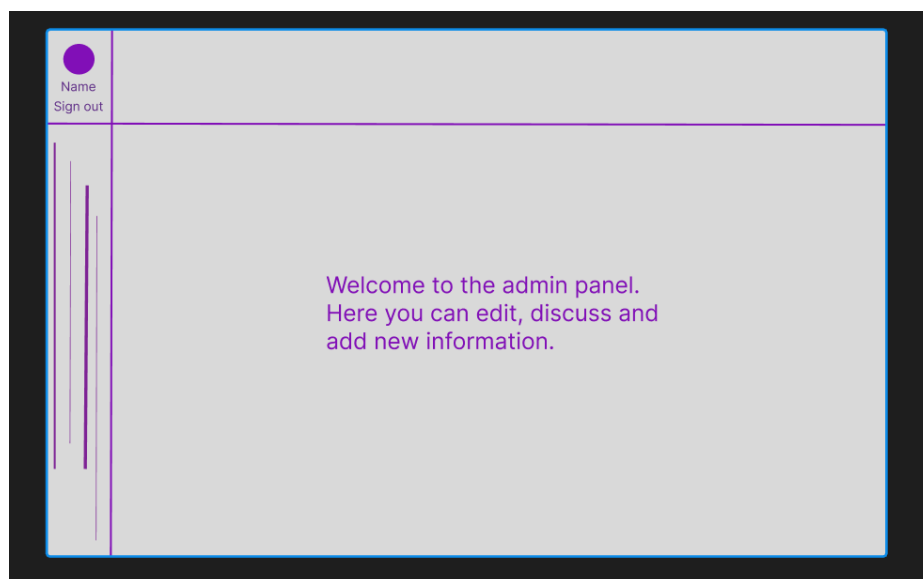 Name
Sign out
Welcome to the admin panel.
Here you can edit, discuss and
add new information.